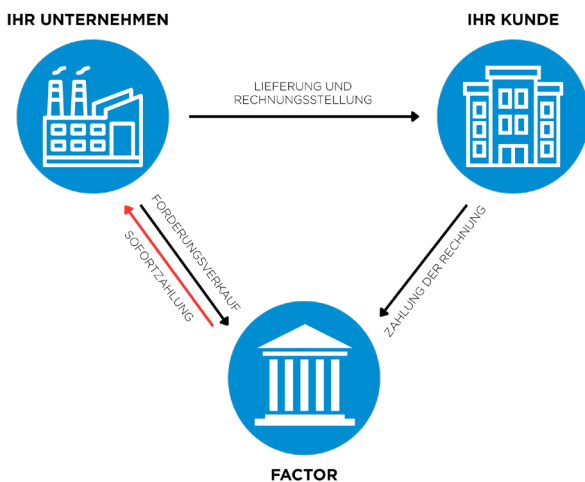 IHR UNTERNEHMEN
IHR KUNDE
LIEFERUNG UND
RECHNUNGSSTELLUNG
FORDERUNGSVERKAUF
SOFORTZAHLUNG
ZAHLUNG DER RECHNUNG
FACTOR